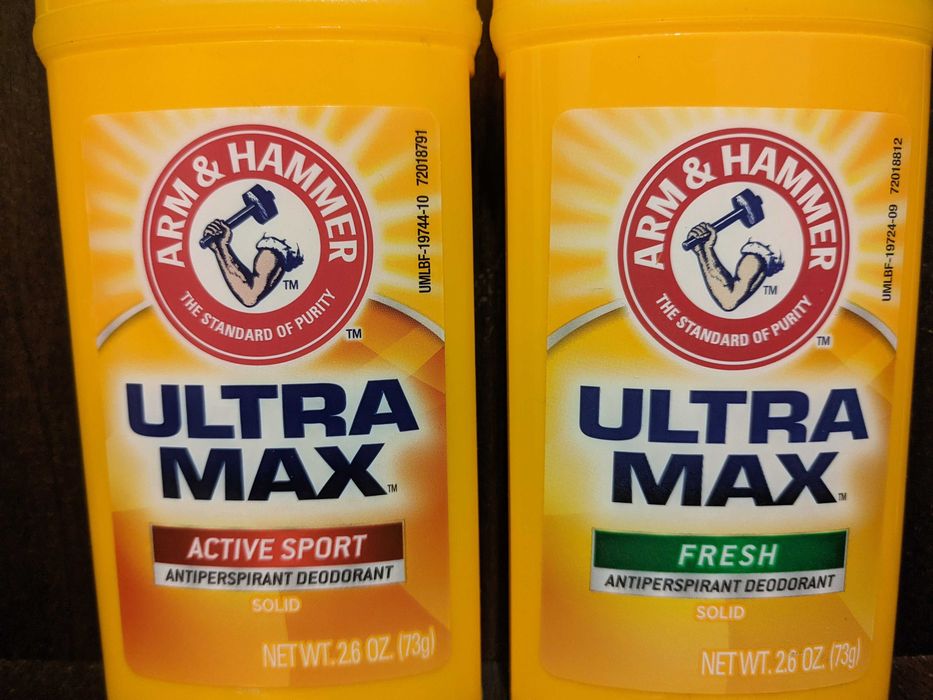 ARM & HAMMER
THE STANDARD OF PURITY
TM
TM
UMLBF-19744-10 72018791
ULTRA
MAX
TM
ACTIVE SPORT
ANTIPERSPIRANT DEODORANT
SOLID
NET WT. 2.6 OZ. (73g)
ARM & HAMMER
THE STANDARD OF PURITY
TM
TM
UMLBF-19724-09 72018812
ULTRA
MAX
TM
FRESH
ANTIPERSPIRANT DEODORANT
SOLID
NET WT. 2.6 OZ. (73g)